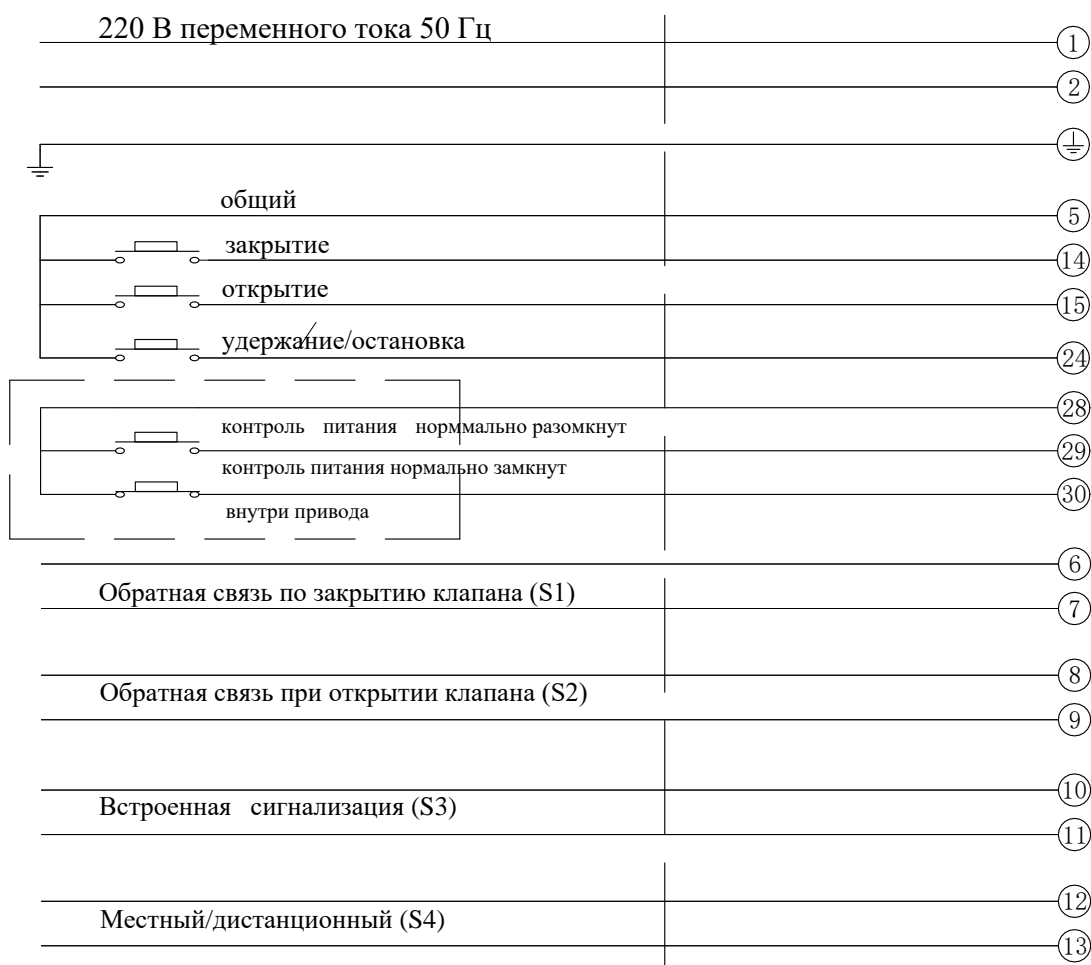 220 В переменного тока 50 Гц
1
2
общий
5
закрытие
14
открытие
15
удержание/остановка
24
28
контроль питания норммально разомкнут
29
контроль питания нормально замкнут
30
внутри привода
6
Обратная связь по закрытию клапана (S1)
7
8
Обратная связь при открытии клапана (S2)
9
10
Встроенная сигнализация (S3)
11
12
Местный/дистанционный (S4)
13